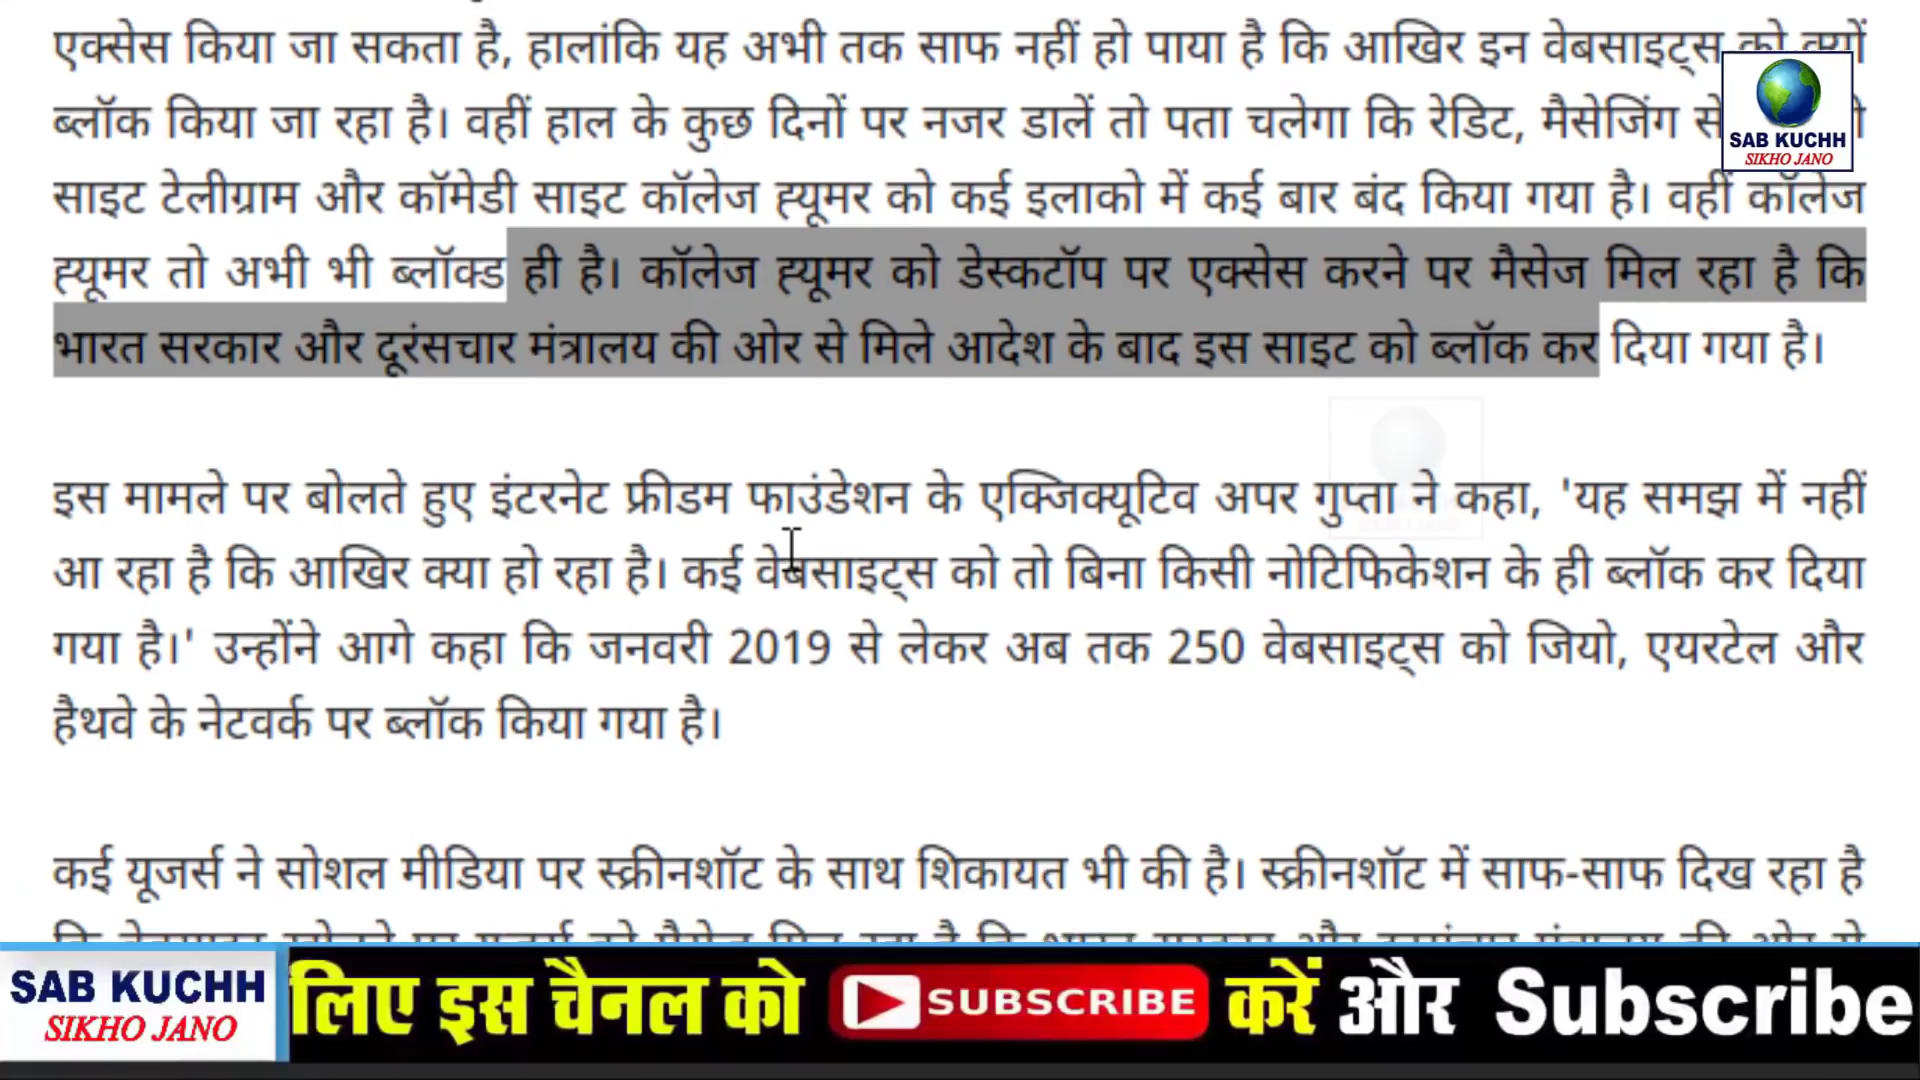 एक्सेस किया जा सकता है, हालांकि यह अभी तक साफ नहीं हो पाया है कि आखिर इन वेबसाइट्स को क्यों
ब्लॉक किया जा रहा है। वहीं हाल के कुछ दिनों पर नजर डालें तो पता चलेगा कि रेडिट, मैसेजिंग
SAB KUCHH
SIKHO JANO
साइट टेलीग्राम और कॉमेडी साइट कॉलेज ह्यूमर को कई इलाको में कई बार बंद किया गया है। वहीं कॉलेज
ह्यूमर तो अभी भी ब्लॉक्ड ही है। कॉलेज ह्यूमर को डेस्कटॉप पर एक्सेस करने पर मैसेज मिल रहा है कि
भारत सरकार और दूरंसचार मंत्रालय की ओर से मिले आदेश के बाद इस साइट को ब्लॉक कर दिया गया है।
इस मामले पर बोलते हुए इंटरनेट फ्रीडम फाउंडेशन के एक्जिक्यूटिव अपर गुप्ता ने कहा, 'यह समझ में नहीं
आ रहा है कि आखिर क्या हो रहा है। कई वेबसाइट्स को तो बिना किसी नोटिफिकेशन के ही ब्लॉक कर दिया
गया है।' उन्होंने आगे कहा कि जनवरी 2019 से लेकर अब तक 250 वेबसाइट्स को जियो, एयरटेल और
हैथवे के नेटवर्क पर ब्लॉक किया गया है।
कई यूजर्स ने सोशल मीडिया पर स्क्रीनशॉट के साथ शिकायत भी की है। स्क्रीनशॉट में साफ-साफ दिख रहा है
SAB KUCHH
SIKHO JANO
लिए इस चैनल को SUBSCRIBE करें और Subscribe